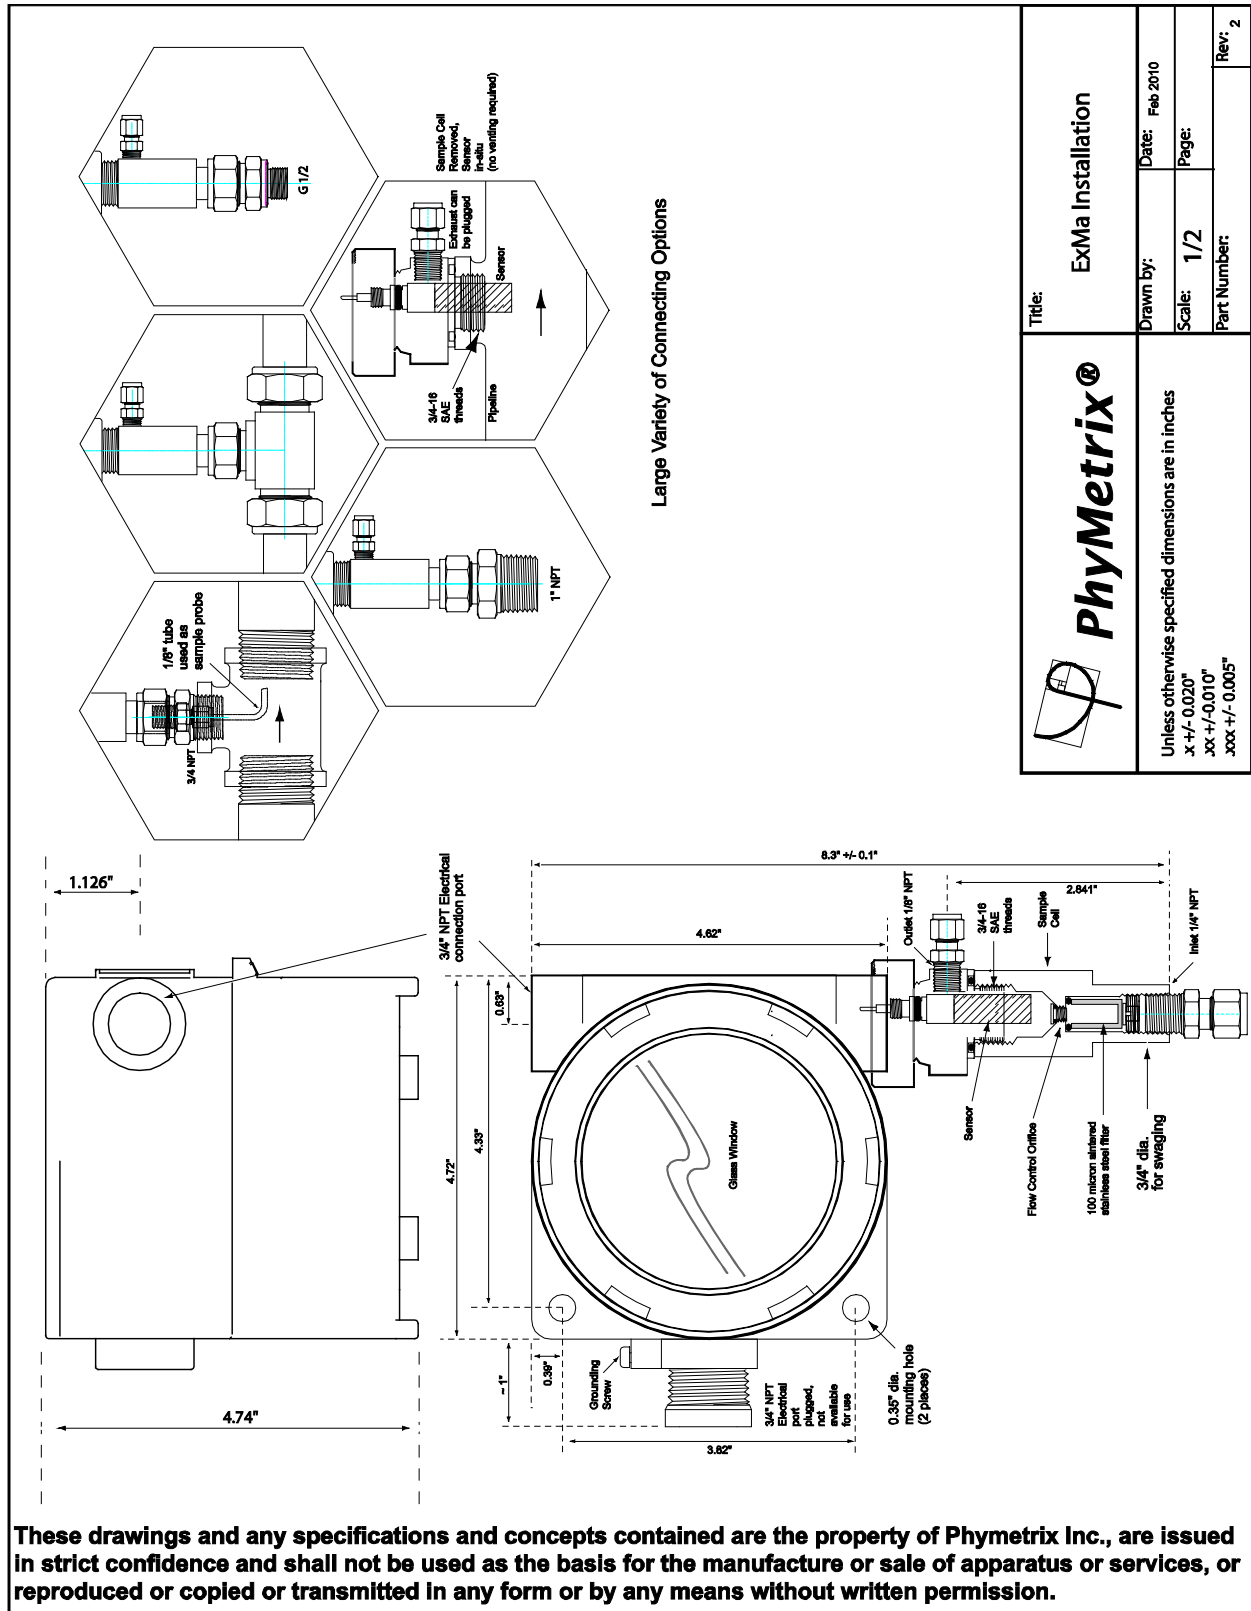 G 1/2
Sample Cell
Removed,
Sensor
in-situ
(no venting required)
Exhaust can
be plugged
Sensor
3/4-16
SAE
threads
Pipeline
1/8" tube
used as
sample probe
3/4 NPT
1" NPT
Large Variety of Connecting Options
Title:
ExMa Installation
Drawn by:
Date: Feb 2010
Scale: 1/2
Page:
Part Number:
Rev: 2
PhyMetrix®
Unless otherwise specified dimensions are in inches
.x +/- 0.020"
.xx +/-0.010"
.xxx +/- 0.005"
1.126"
4.74"
3/4" NPT Electrical
connection port
8.3" +/- 0.1"
2.841"
4.62"
0.63"
4.33"
4.72"
Outlet 1/8" NPT
3/4-16
SAE
threads
Sample
Cell
Inlet 1/4" NPT
Glass Window
Sensor
Flow Control Orifice
100 micron sintered
stainless steel filter
3/4" dia.
for swaging
~ 1"
0.39"
Grounding
Screw
3/4" NPT
Electrical
port
plugged,
not
available
for use
0.35" dia.
mounting hole
(2 places)
3.82"
These drawings and any specifications and concepts contained are the property of Phymetrix Inc., are issued
in strict confidence and shall not be used as the basis for the manufacture or sale of apparatus or services, or
reproduced or copied or transmitted in any form or by any means without written permission.